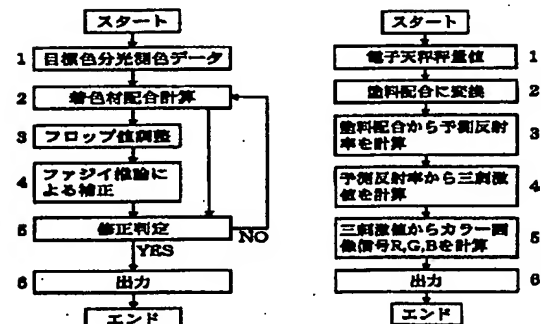 スタート
1 目標色分光測色データ
2 着色材配合計算
3 フロップ値調整
4 ファジイ推論に
よる補正
5 修正判定
YES
NO
6 出力
エンド
スタート
電子天秤秤量値 1
塗料配合に変換 2
塗料配合から予測反射
率を計算 3
予測反射率から三刺激
値を計算 4
三刺激値からカラー画
像信号R,G,Bを計算 5
出力 6
エンド